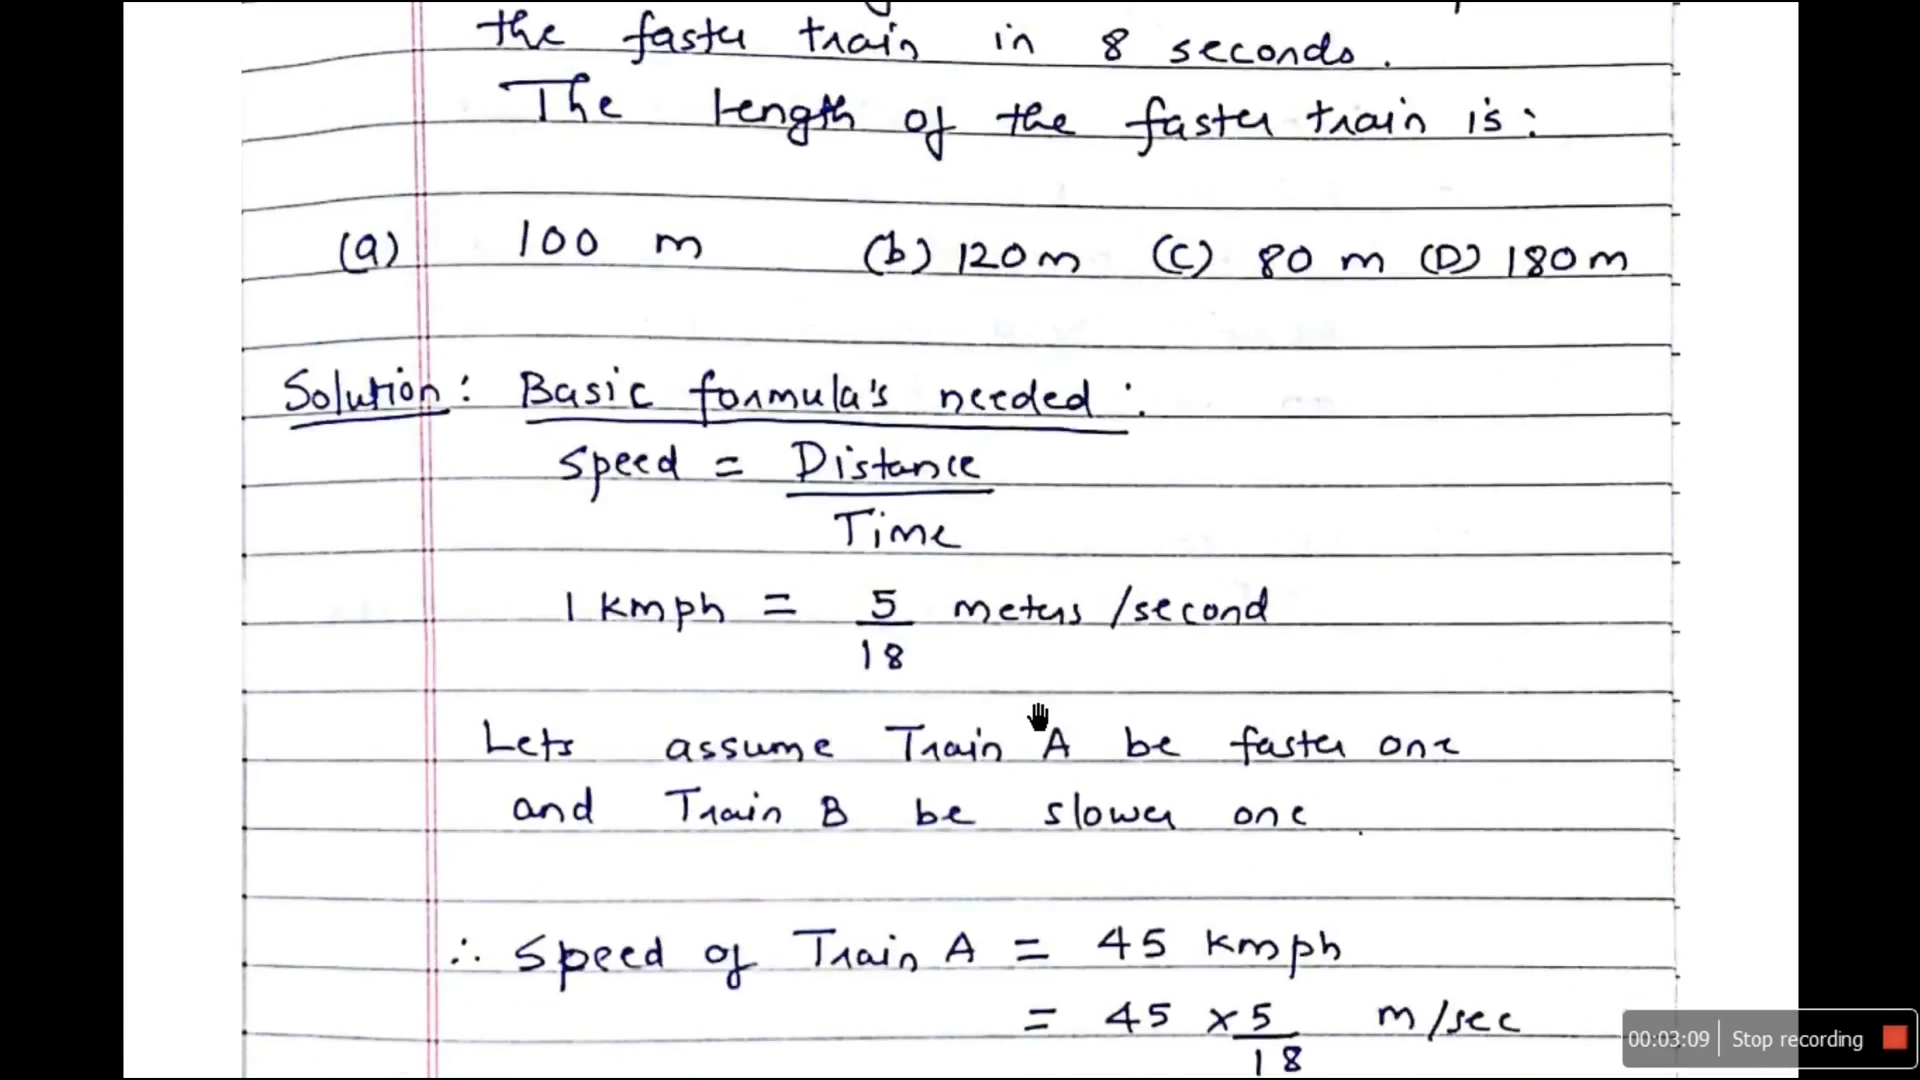 the faster train in 8 seconds.
The length of the faster train is:
(a) 100 m (b) 120m (C) 80 m (D) 180m
Solution: Basic formula's needed:
Speed = Distance
Time
1 Kmph = 5 meters /second
18
Lets assume Train A be faster one
and Train B be slower one
∴ Speed of Train A = 45 Kmph
= 45 × 5 m/sec
18
00:03:09 Stop recording